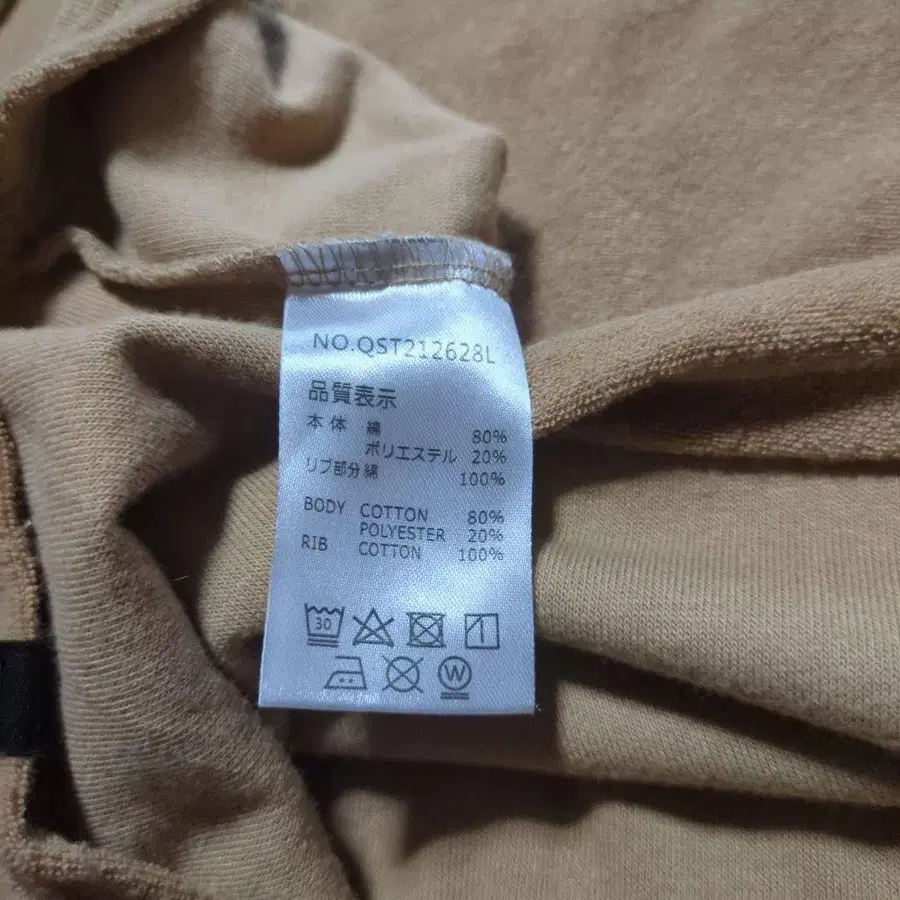 NO.QST212628L
品質表示
本体 綿 80%
ポリエステル 20%
リブ部分 綿 100%
BODY COTTON 80%
POLYESTER 20%
RIB COTTON 100%
30
W